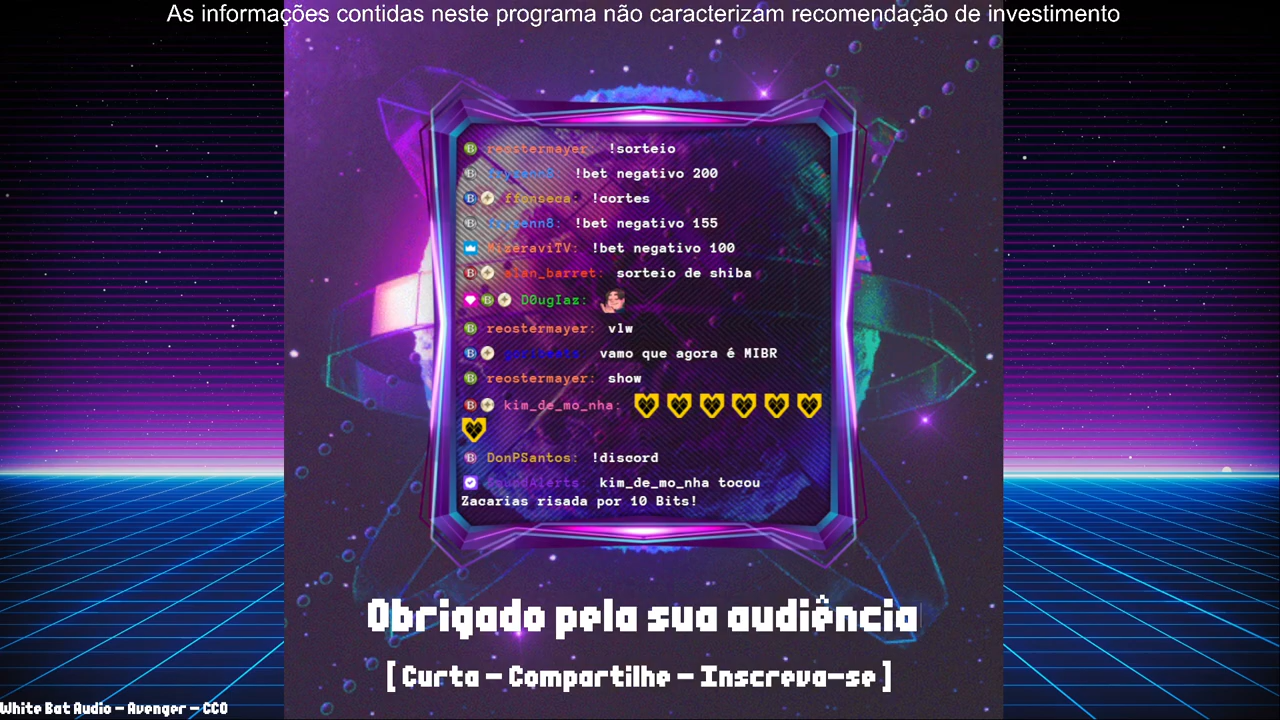 As informações contidas neste programa não caracterizam recomendação de investimento
reostermayer: !sorteio
!bet negativo 200
ffonseca: !cortes
!bet negativo 155
MizeraviTV: !bet negativo 100
alan_barret: sorteio de shiba
D0ugIaz:
reostermayer: vlw
vamo que agora é MIBR
reostermayer: show
kim_de_mo_nha:
DonPSantos: !discord
kim_de_mo_nha tocou
Zacarias risada por 10 Bits!
Obrigado pela sua audiência
[ Curta - Compartilhe - Inscreva-se ]
White Bat Audio - Avenger - CC0